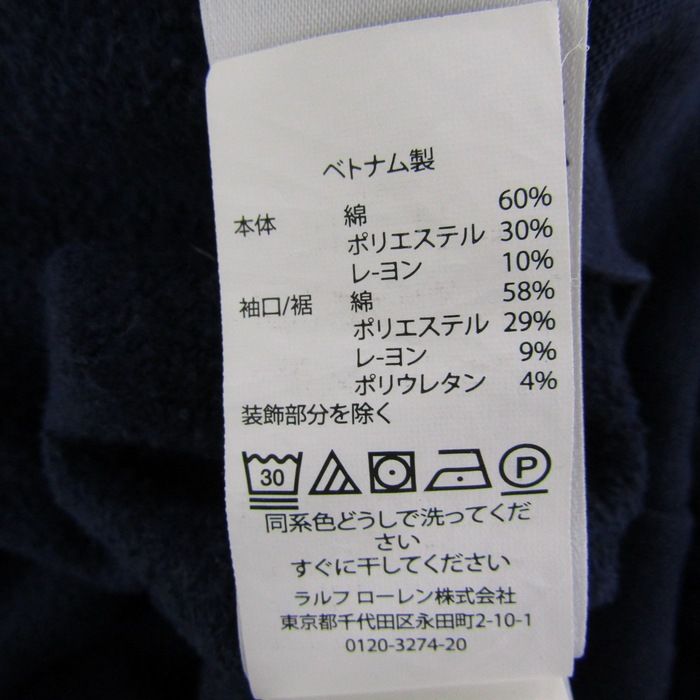 ベトナム製
本体 綿 60%
ポリエステル 30%
レ-ヨン 10%
袖口/裾 綿 58%
ポリエステル 29%
レ-ヨン 9%
ポリウレタン 4%
装飾部分を除く
30 P
同系色どうしで洗ってくだ
さい
すぐに干してください
ラルフ ローレン株式会社
東京都千代田区永田町2-10-1
0120-3274-20